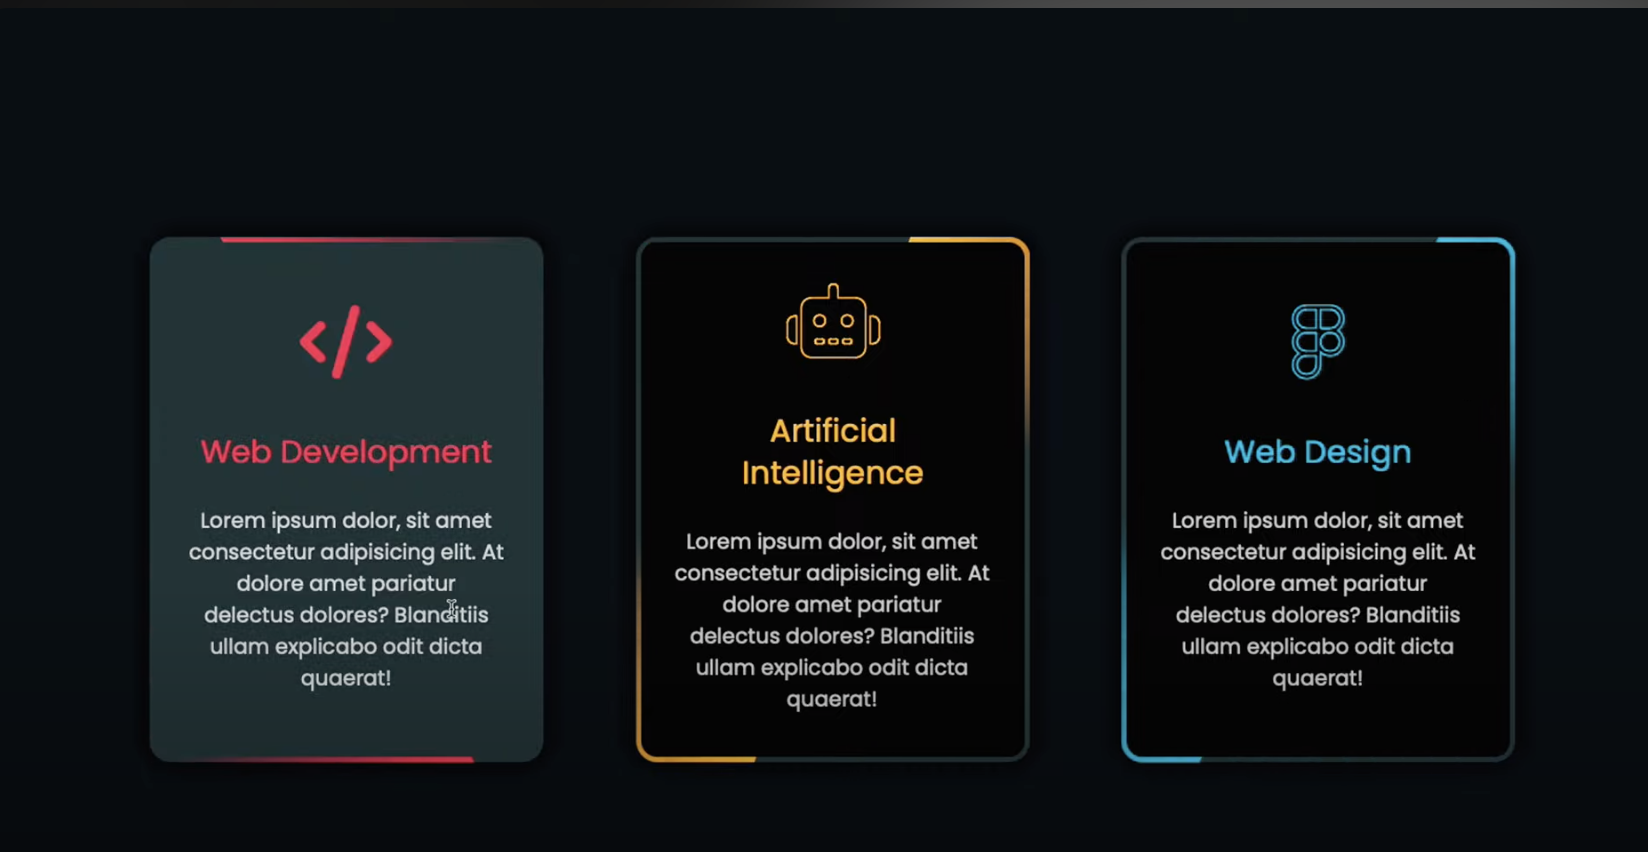 Web Development
Lorem ipsum dolor, sit amet
consectetur adipisicing elit. At
dolore amet pariatur
delectus dolores? Blanditiis
ullam explicabo odit dicta
quaerat!
Artificial
Intelligence
Lorem ipsum dolor, sit amet
consectetur adipisicing elit. At
dolore amet pariatur
delectus dolores? Blanditiis
ullam explicabo odit dicta
quaerat!
Web Design
Lorem ipsum dolor, sit amet
consectetur adipisicing elit. At
dolore amet pariatur
delectus dolores? Blanditiis
ullam explicabo odit dicta
quaerat!